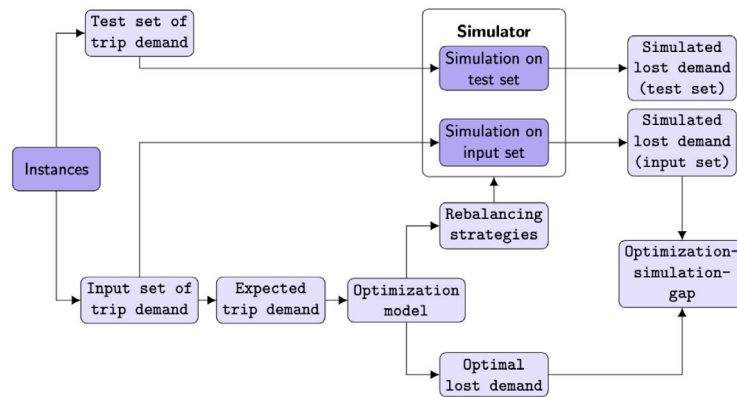 Test set of
trip demand
Simulator
Simulation on
test set
Simulated
lost demand
(test set)
Simulation on
input set
Simulated
lost demand
(input set)
Instances
Rebalancing
strategies
Optimization-
simulation-
gap
Input set of
trip demand
Expected
trip demand
Optimization
model
Optimal
lost demand